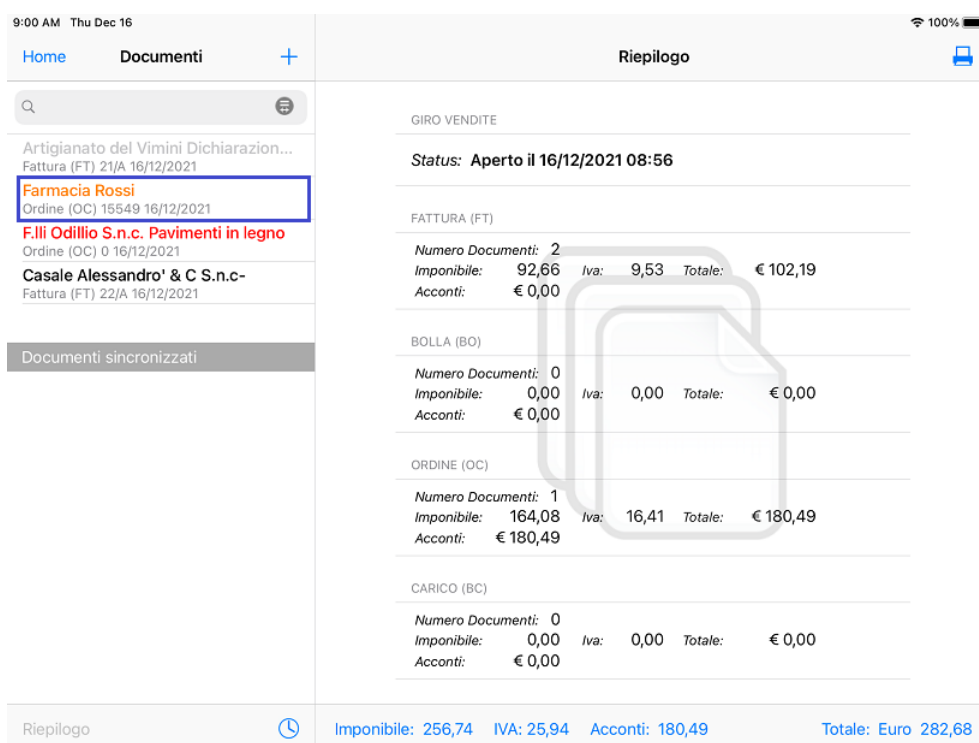 9:00 AM Thu Dec 16
100%
Home Documenti +
Riepilogo
Artigianato del Vimini Dichiarazion...
Fattura (FT) 21/A 16/12/2021
Farmacia Rossi
Ordine (OC) 15549 16/12/2021
F.lli Odillio S.n.c. Pavimenti in legno
Ordine (OC) 0 16/12/2021
Casale Alessandro' & C S.n.c-
Fattura (FT) 22/A 16/12/2021
Documenti sincronizzati
Riepilogo
GIRO VENDITE
Status: Aperto il 16/12/2021 08:56
FATTURA (FT)
Numero Documenti: 2
Imponibile: 92,66 Iva: 9,53 Totale: € 102,19
Acconti: € 0,00
BOLLA (BO)
Numero Documenti: 0
Imponibile: 0,00 Iva: 0,00 Totale: € 0,00
Acconti: € 0,00
ORDINE (OC)
Numero Documenti: 1
Imponibile: 164,08 Iva: 16,41 Totale: € 180,49
Acconti: € 180,49
CARICO (BC)
Numero Documenti: 0
Imponibile: 0,00 Iva: 0,00 Totale: € 0,00
Acconti: € 0,00
Imponibile: 256,74 IVA: 25,94 Acconti: 180,49 Totale: Euro 282,68